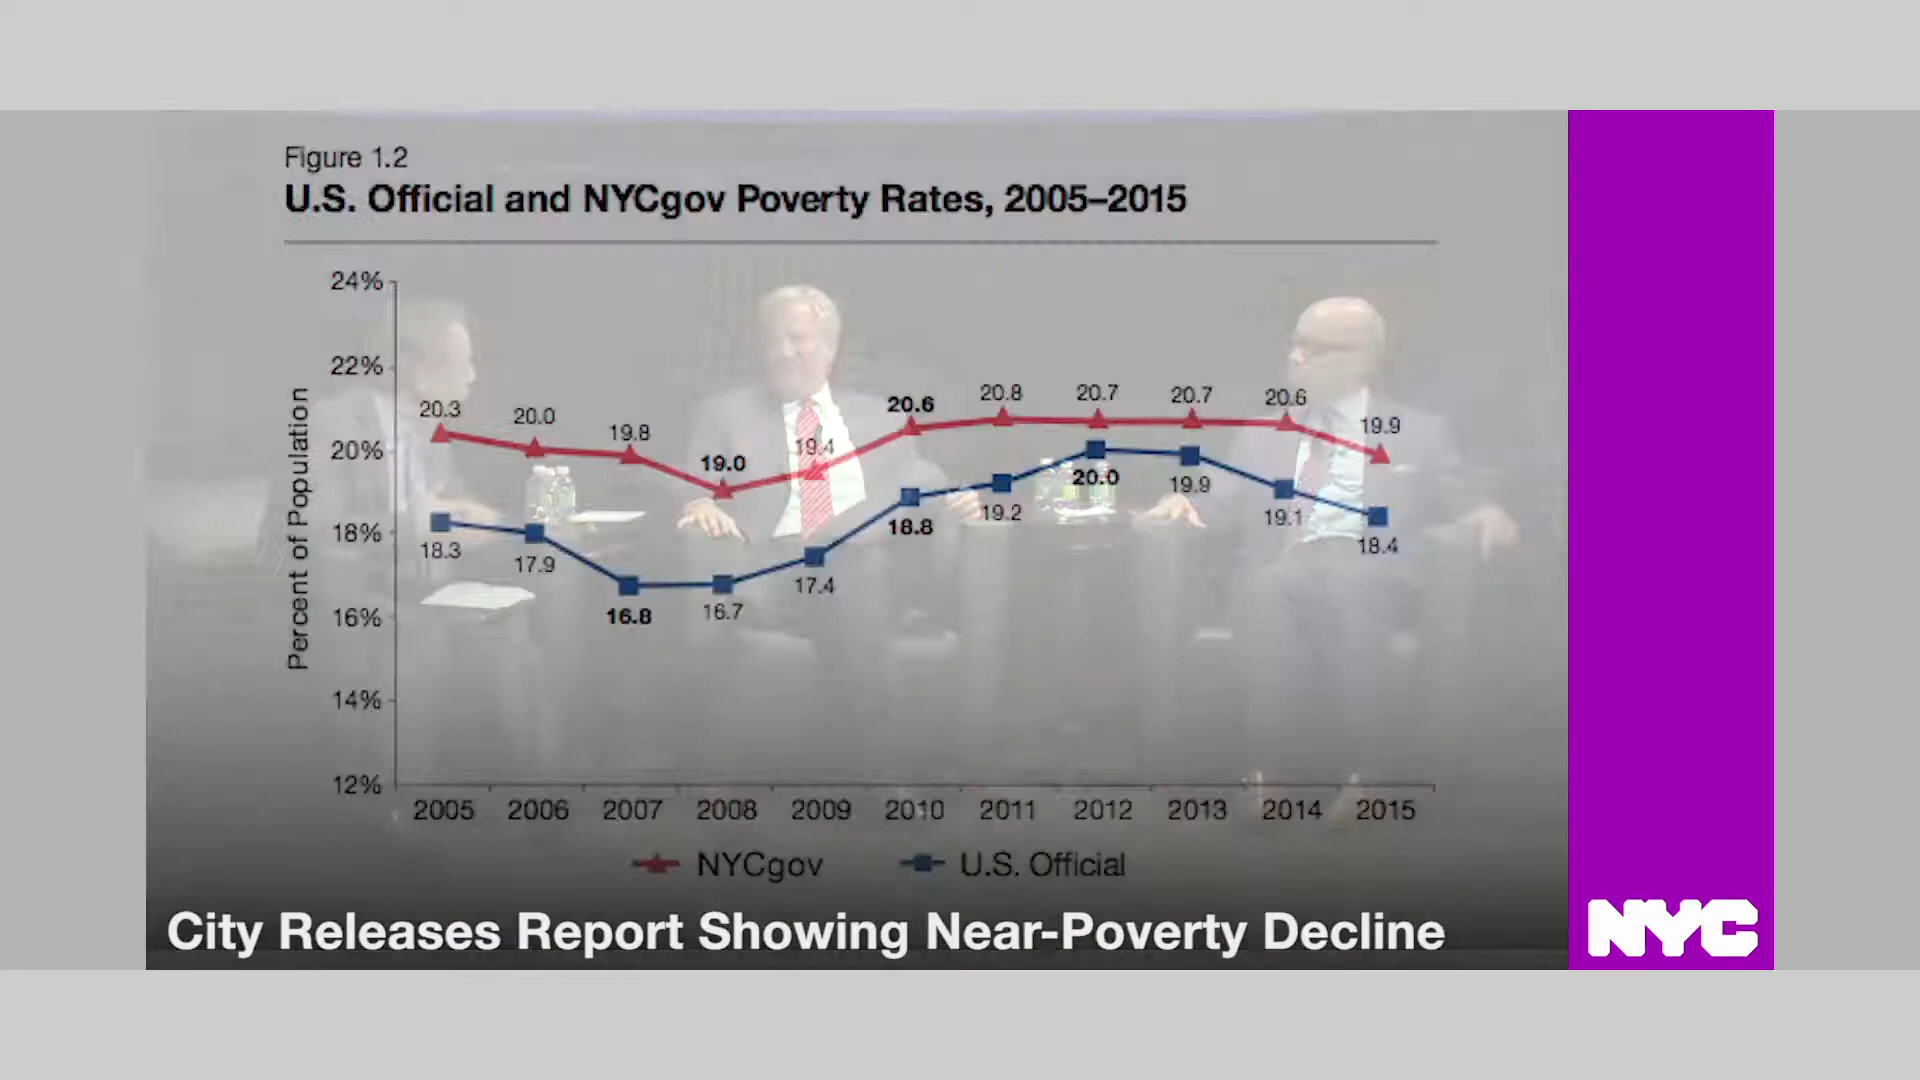 Figure 1.2
U.S. Official and NYCgov Poverty Rates, 2005–2015
Percent of Population
24%
22%
20%
18%
16%
14%
12%
20.3 20.0 19.8 19.0 19.4 20.6 20.8 20.7 20.7 20.6 19.9
18.3 17.9 16.8 16.7 17.4 18.8 19.2 20.0 19.9 19.1 18.4
2005 2006 2007 2008 2009 2010 2011 2012 2013 2014 2015
NYCgov U.S. Official
City Releases Report Showing Near-Poverty Decline
NYC